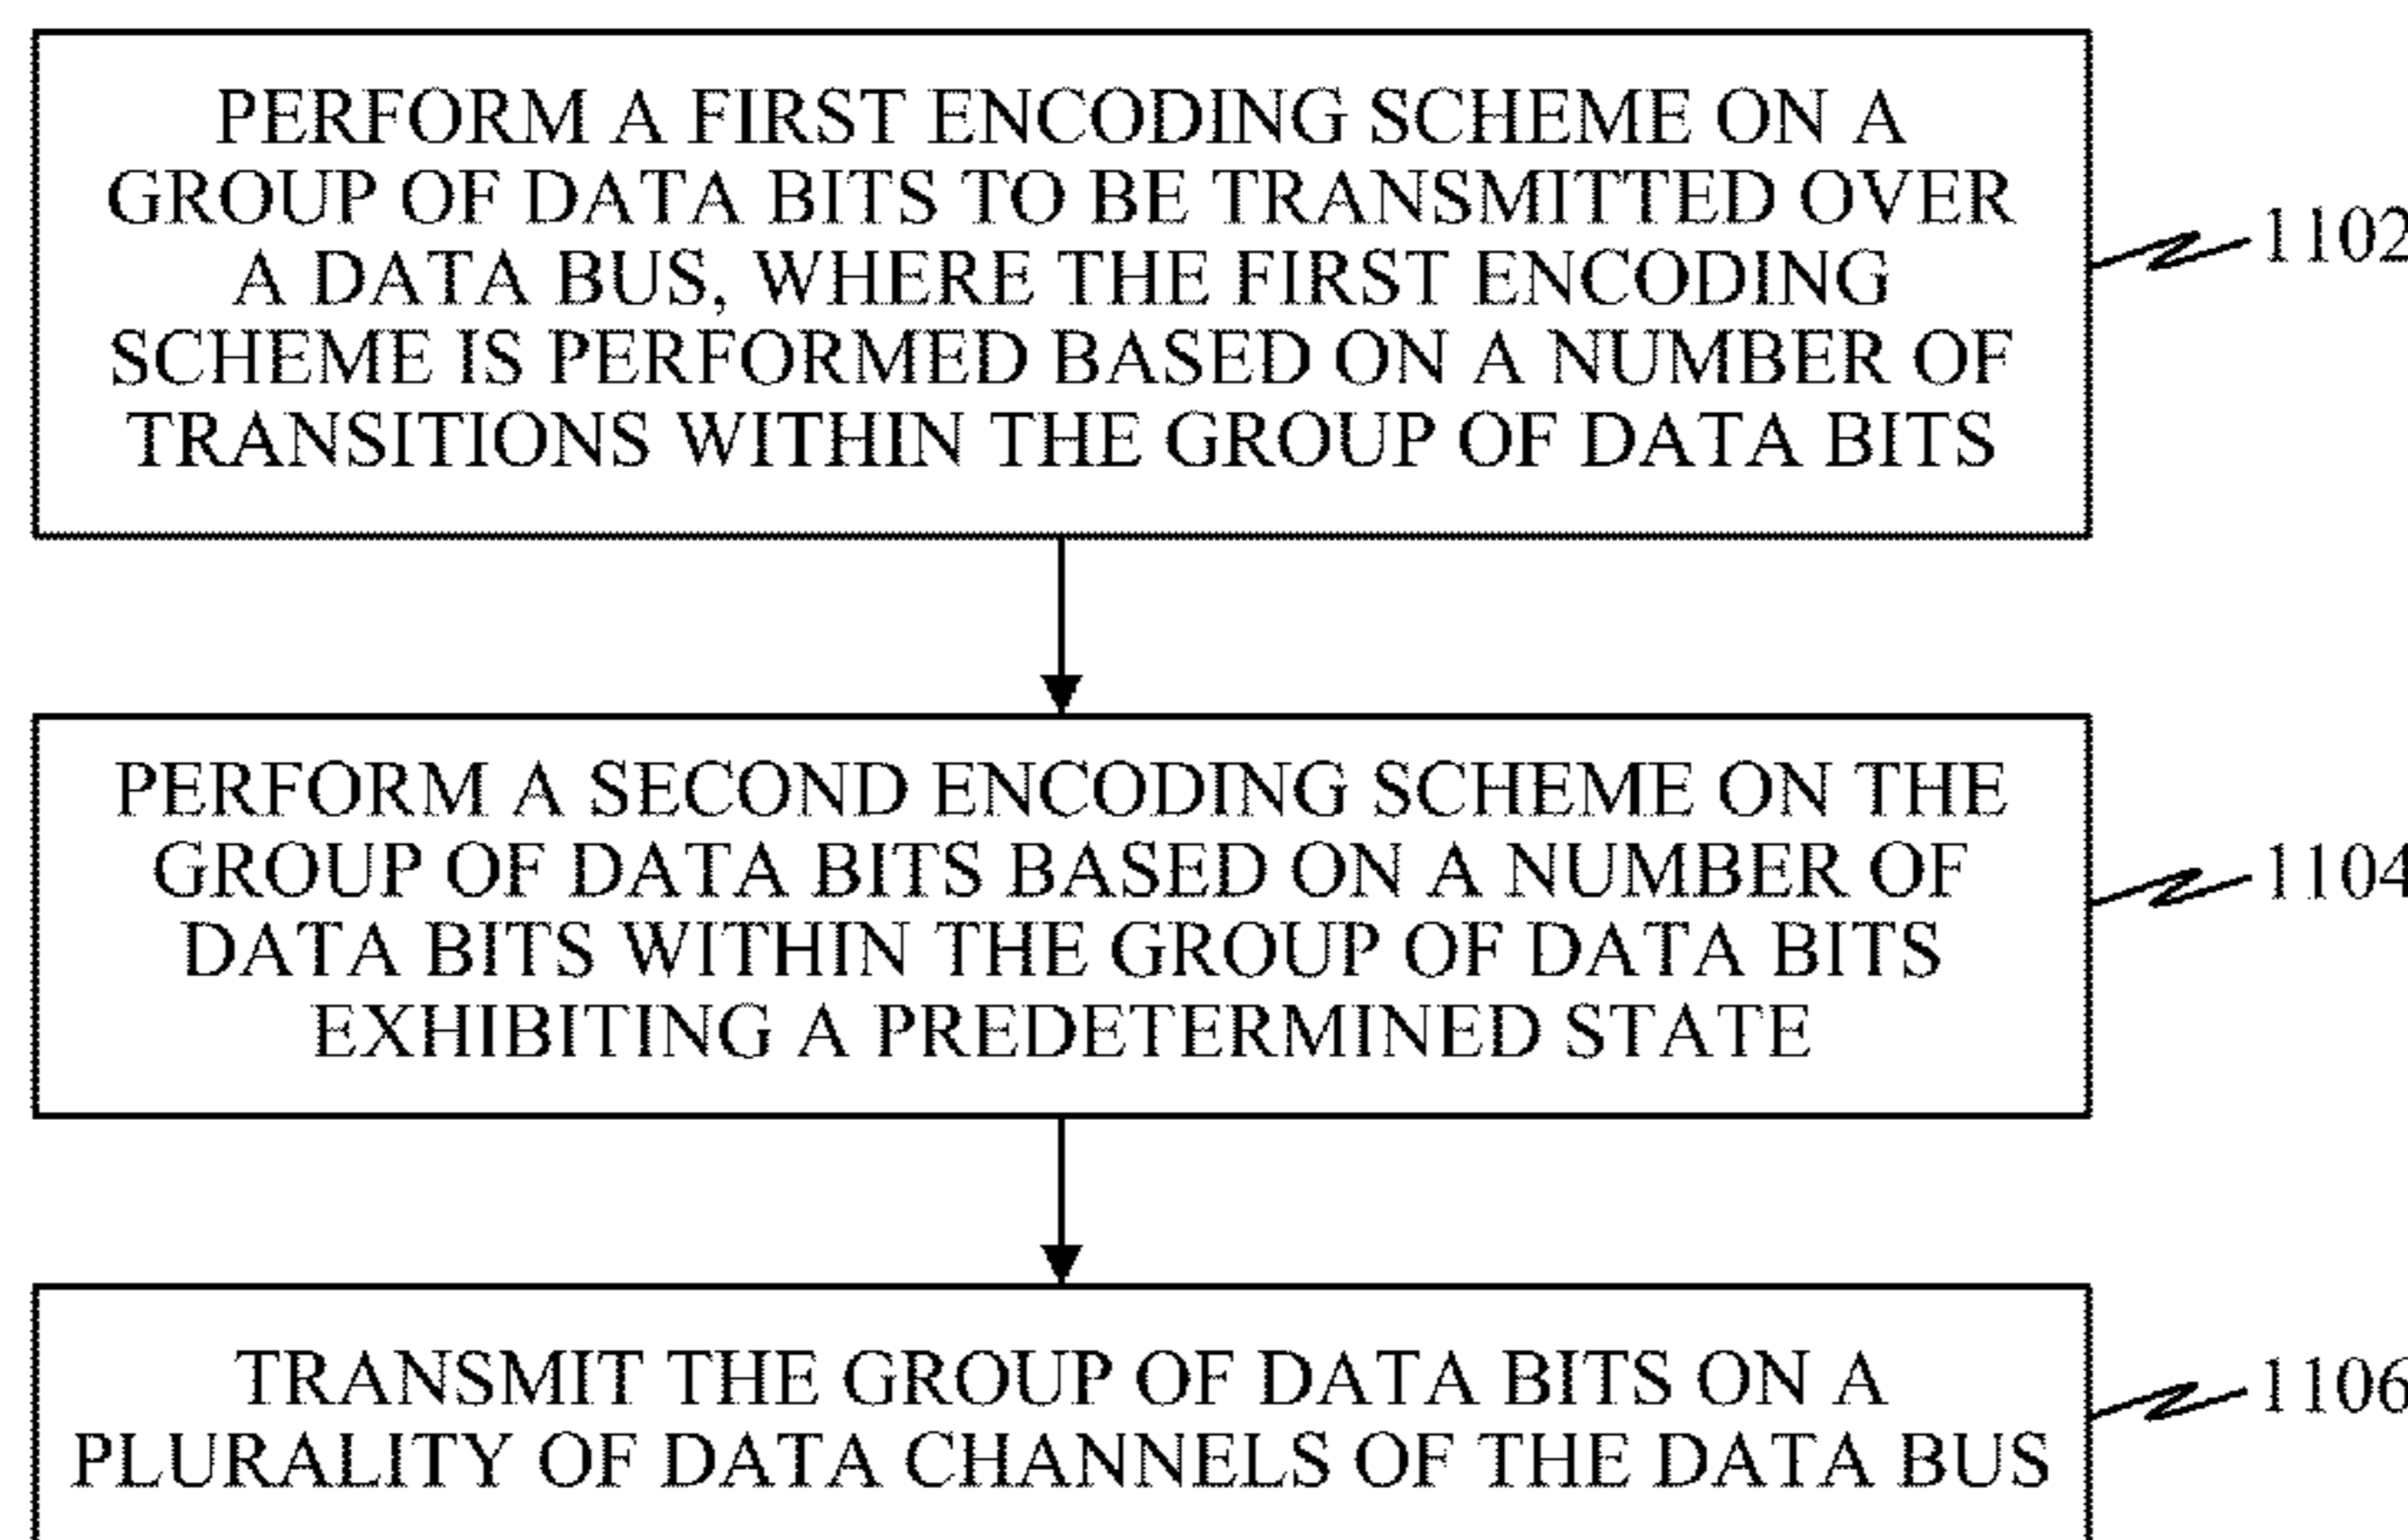 PERFORM A FIRST ENCODING SCHEME ON A
GROUP OF DATA BITS TO BE TRANSMITTED OVER
A DATA BUS, WHERE THE FIRST ENCODING
SCHEME IS PERFORMED BASED ON A NUMBER OF
TRANSITIONS WITHIN THE GROUP OF DATA BITS
1102
PERFORM A SECOND ENCODING SCHEME ON THE
GROUP OF DATA BITS BASED ON A NUMBER OF
DATA BITS WITHIN THE GROUP OF DATA BITS
EXHIBITING A PREDETERMINED STATE
1104
TRANSMIT THE GROUP OF DATA BITS ON A
PLURALITY OF DATA CHANNELS OF THE DATA BUS
1106